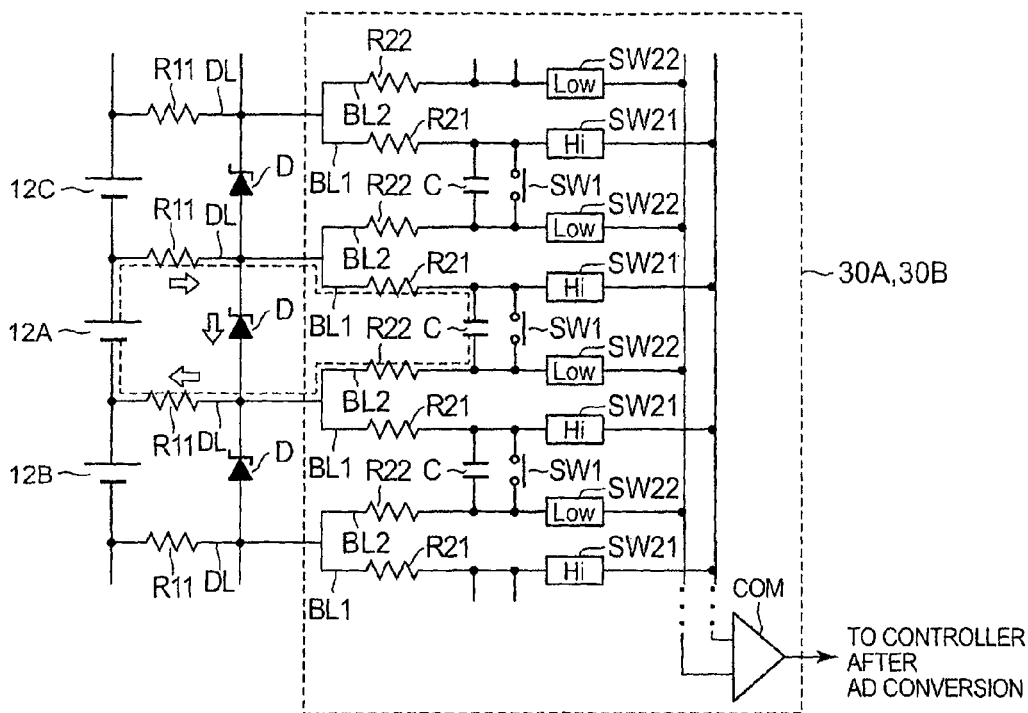 R22
SW22
R11
DL
Low
BL2
R21
SW21
Hi
BL1
D
12C
R22
C
SW1
SW22
R11
DL
Low
BL2
R21
SW21
Hi
30A,30B
BL1
D
12A
R22
C
SW1
SW22
Low
BL2
R21
SW21
R11
DL
Hi
BL1
D
12B
R22
C
SW1
SW22
Low
BL2
R21
SW21
R11
DL
Hi
BL1
COM
TO CONTROLLER
AFTER
AD CONVERSION